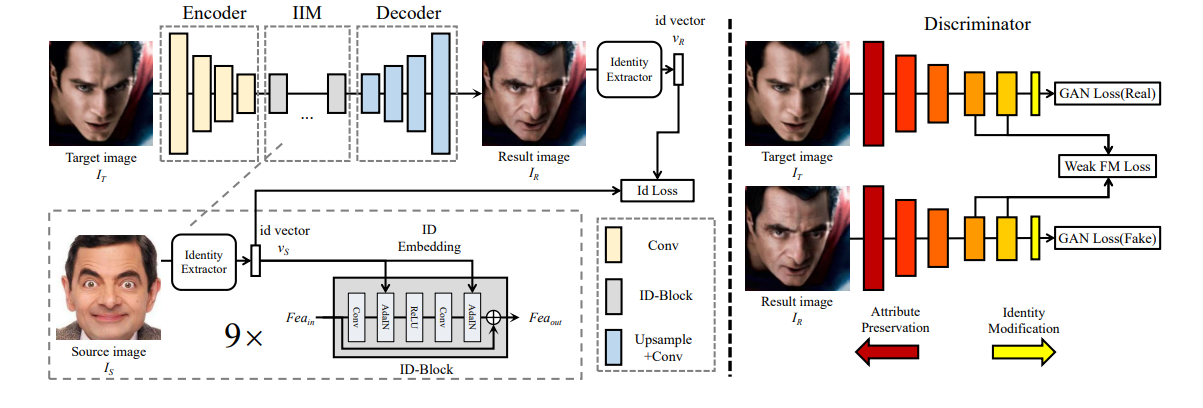 Encoder
IIM
Decoder
...
Target image
I_T
Result image
I_R
Identity
Extractor
id vector
v_R
Id Loss
Source image
I_S
Identity
Extractor
id vector
v_S
9×
ID
Embedding
Fea_in
Conv
AdaIN
ReLU
Conv
AdaIN
Fea_out
ID-Block
Conv
ID-Block
Upsample
+Conv
Discriminator
Target image
I_T
GAN Loss(Real)
Weak FM Loss
GAN Loss(Fake)
Result image
I_R
Attribute
Preservation
Identity
Modification